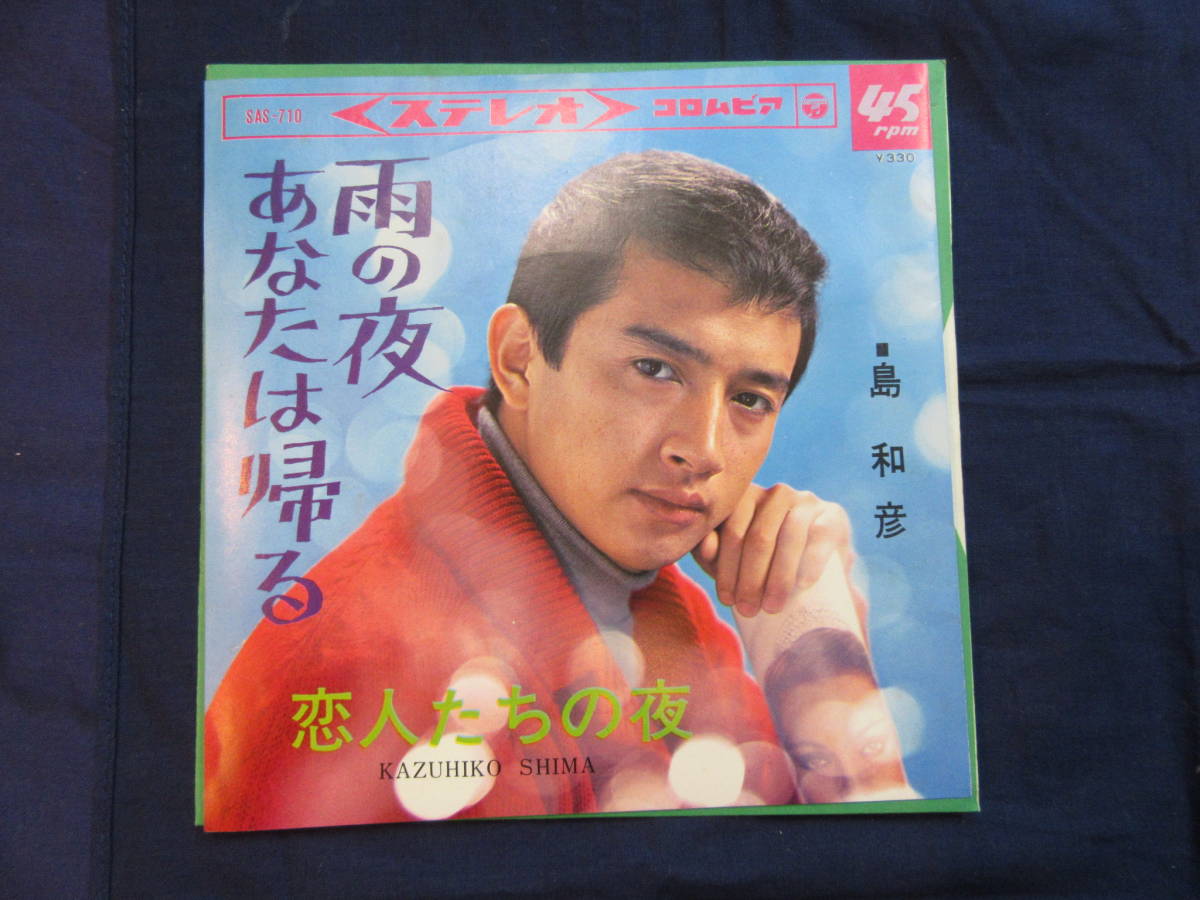 SAS-710
<ステレオ>
コロムビア
45
rpm
¥330
雨の夜
あなたは帰る
■島和彦
恋人たちの夜
KAZUHIKO SHIMA